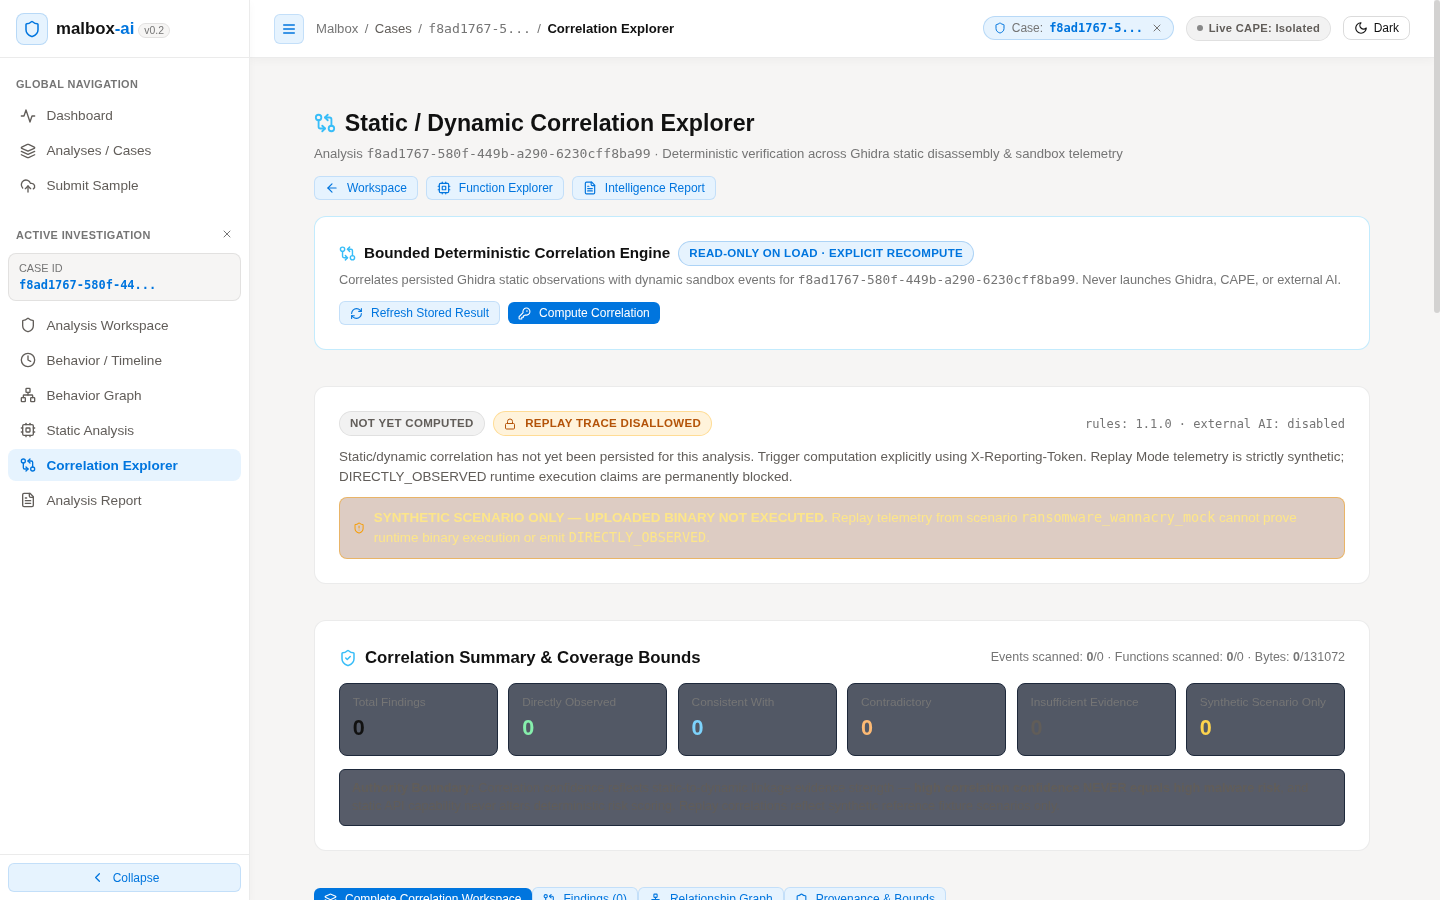 malbox-ai v0.2
Malbox / Cases / f8ad1767-5... / Correlation Explorer
Case: f8ad1767-5...
Live CAPE: Isolated
Dark
GLOBAL NAVIGATION
Dashboard
Analyses / Cases
Submit Sample
ACTIVE INVESTIGATION
CASE ID
f8ad1767-580f-44...
Analysis Workspace
Behavior / Timeline
Behavior Graph
Static Analysis
Correlation Explorer
Analysis Report
Collapse
Static / Dynamic Correlation Explorer
Analysis f8ad1767-580f-449b-a290-6230cff8ba99 · Deterministic verification across Ghidra static disassembly & sandbox telemetry
Workspace
Function Explorer
Intelligence Report
Bounded Deterministic Correlation Engine READ-ONLY ON LOAD · EXPLICIT RECOMPUTE
Correlates persisted Ghidra static observations with dynamic sandbox events for f8ad1767-580f-449b-a290-6230cff8ba99. Never launches Ghidra, CAPE, or external AI.
Refresh Stored Result
Compute Correlation
NOT YET COMPUTED
REPLAY TRACE DISALLOWED
rules: 1.1.0 · external AI: disabled
Static/dynamic correlation has not yet been persisted for this analysis. Trigger computation explicitly using X-Reporting-Token. Replay Mode telemetry is strictly synthetic;
DIRECTLY_OBSERVED runtime execution claims are permanently blocked.
SYNTHETIC SCENARIO ONLY — UPLOADED BINARY NOT EXECUTED. Replay telemetry from scenario ransomware_wannacry_mock cannot prove
runtime binary execution or emit DIRECTLY_OBSERVED.
Correlation Summary & Coverage Bounds
Events scanned: 0/0 · Functions scanned: 0/0 · Bytes: 0/131072
Total Findings
0
Directly Observed
0
Consistent With
0
Contradictory
0
Insufficient Evidence
0
Synthetic Scenario Only
0
Complete Correlation Workspace
Findings (0)
Relationship Graph
Provenance & Bounds